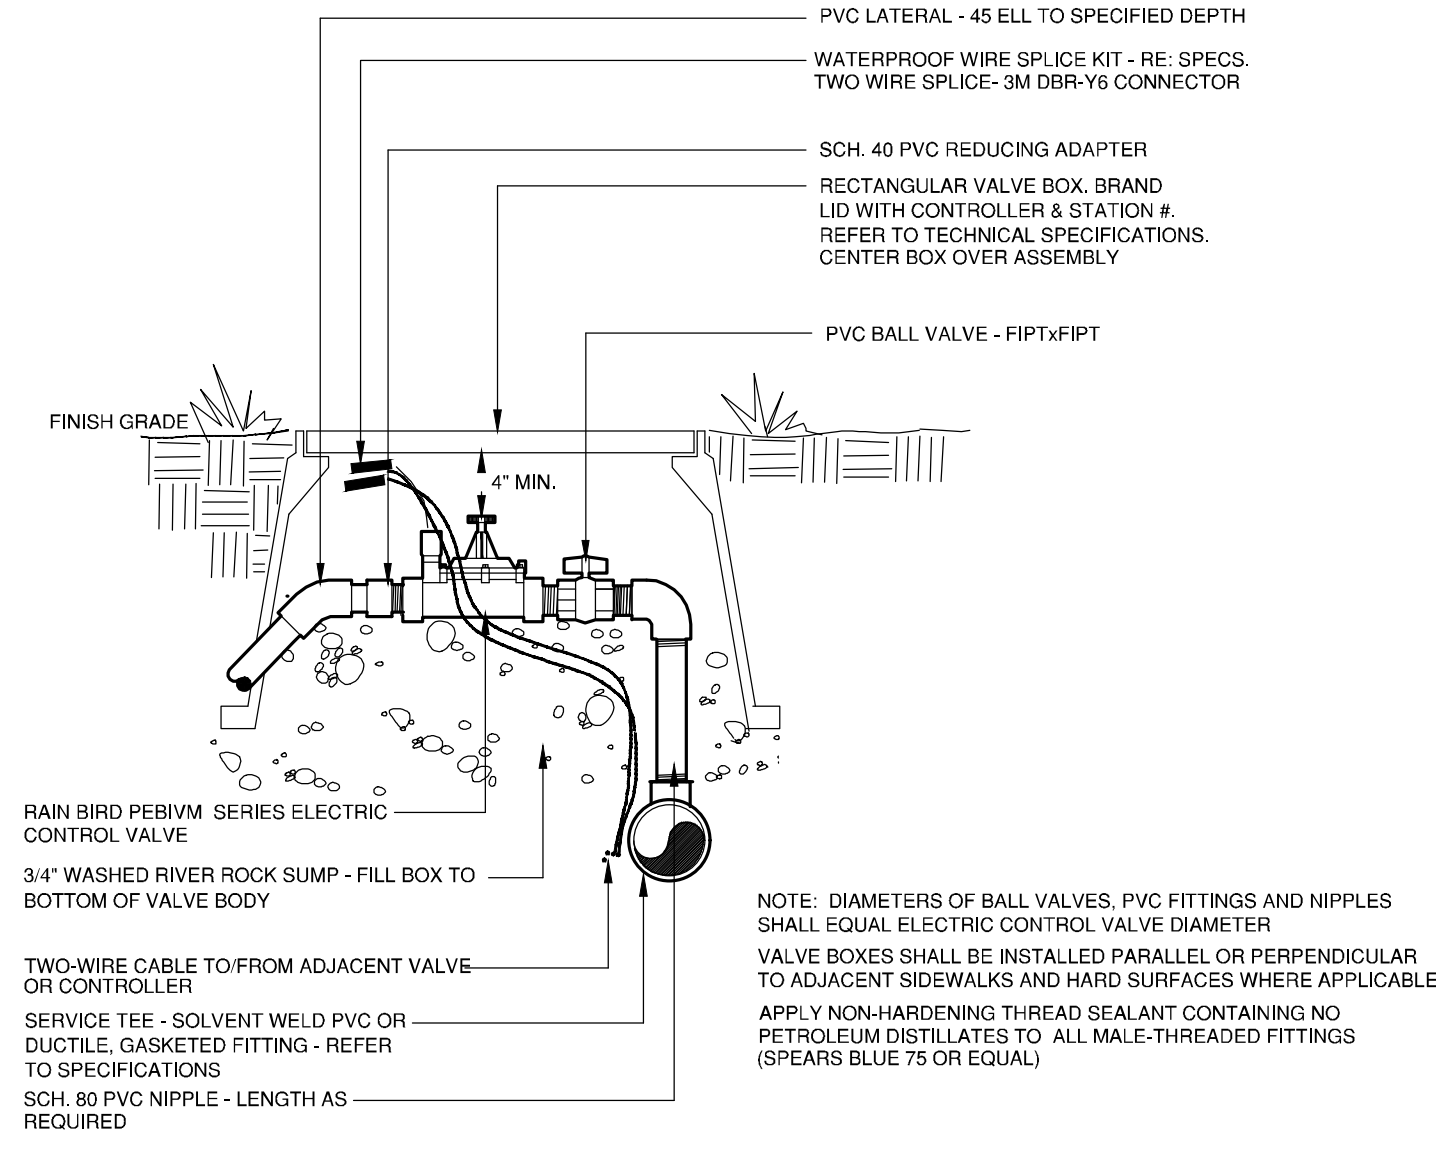 PVC LATERAL - 45 ELL TO SPECIFIED DEPTH
WATERPROOF WIRE SPLICE KIT - RE: SPECS.
TWO WIRE SPLICE- 3M DBR-Y6 CONNECTOR
SCH. 40 PVC REDUCING ADAPTER
RECTANGULAR VALVE BOX. BRAND
LID WITH CONTROLLER & STATION #.
REFER TO TECHNICAL SPECIFICATIONS.
CENTER BOX OVER ASSEMBLY
PVC BALL VALVE - FIPTxFIPT
FINISH GRADE
4" MIN.
RAIN BIRD PEBIVM SERIES ELECTRIC
CONTROL VALVE
3/4" WASHED RIVER ROCK SUMP - FILL BOX TO
BOTTOM OF VALVE BODY
TWO-WIRE CABLE TO/FROM ADJACENT VALVE
OR CONTROLLER
SERVICE TEE - SOLVENT WELD PVC OR
DUCTILE, GASKETED FITTING - REFER
TO SPECIFICATIONS
SCH. 80 PVC NIPPLE - LENGTH AS
REQUIRED
NOTE: DIAMETERS OF BALL VALVES, PVC FITTINGS AND NIPPLES
SHALL EQUAL ELECTRIC CONTROL VALVE DIAMETER
VALVE BOXES SHALL BE INSTALLED PARALLEL OR PERPENDICULAR
TO ADJACENT SIDEWALKS AND HARD SURFACES WHERE APPLICABLE
APPLY NON-HARDENING THREAD SEALANT CONTAINING NO
PETROLEUM DISTILLATES TO ALL MALE-THREADED FITTINGS
(SPEARS BLUE 75 OR EQUAL)